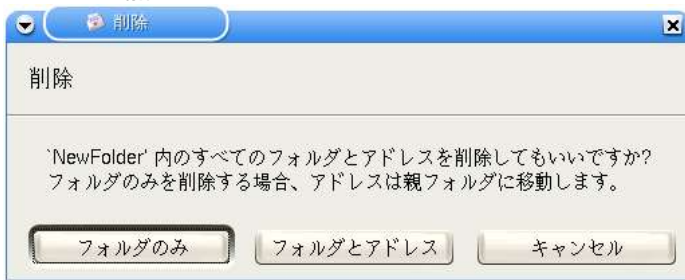 削除
削除
`NewFolder' 内のすべてのフォルダとアドレスを削除してもいいですか?
フォルダのみを削除する場合、アドレスは親フォルダに移動します。
フォルダのみ
フォルダとアドレス
キャンセル